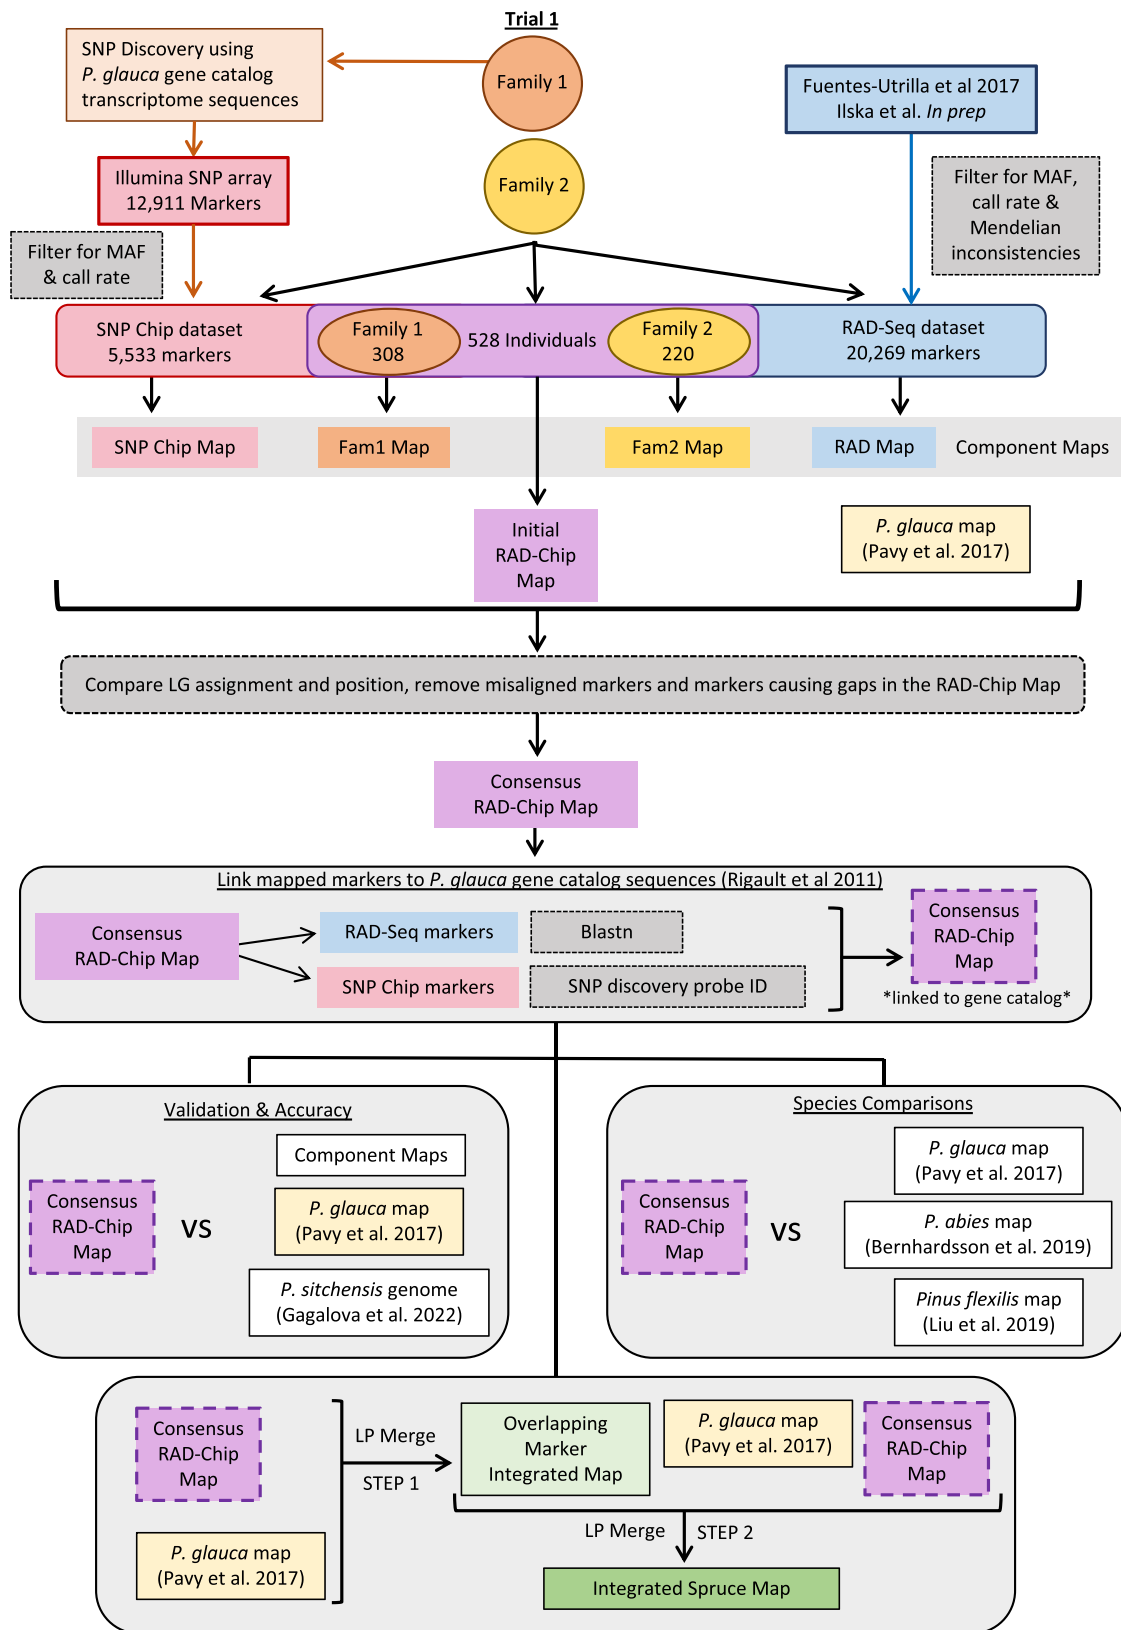 Trial 1
SNP Discovery using
P. glauca gene catalog
transcriptome sequences
Family 1
Fuentes-Utrilla et al 2017
Ilska et al. In prep
Illumina SNP array
12,911 Markers
Family 2
Filter for MAF,
call rate &
Mendelian
inconsistencies
Filter for MAF
& call rate
SNP Chip dataset
5,533 markers
Family 1
308
528 Individuals
Family 2
220
RAD-Seq dataset
20,269 markers
SNP Chip Map
Fam1 Map
Fam2 Map
RAD Map
Component Maps
Initial
RAD-Chip
Map
P. glauca map
(Pavy et al. 2017)
Compare LG assignment and position, remove misaligned markers and markers causing gaps in the RAD-Chip Map
Consensus
RAD-Chip Map
Link mapped markers to P. glauca gene catalog sequences (Rigault et al 2011)
Consensus
RAD-Chip Map
RAD-Seq markers
Blastn
SNP Chip markers
SNP discovery probe ID
Consensus
RAD-Chip
Map
*linked to gene catalog*
Validation & Accuracy
Consensus
RAD-Chip
Map
VS
Component Maps
P. glauca map
(Pavy et al. 2017)
P. sitchensis genome
(Gagalova et al. 2022)
Species Comparisons
Consensus
RAD-Chip
Map
VS
P. glauca map
(Pavy et al. 2017)
P. abies map
(Bernhardsson et al. 2019)
Pinus flexilis map
(Liu et al. 2019)
Consensus
RAD-Chip
Map
P. glauca map
(Pavy et al. 2017)
LP Merge
STEP 1
Overlapping
Marker
Integrated Map
P. glauca map
(Pavy et al. 2017)
Consensus
RAD-Chip
Map
LP Merge
STEP 2
Integrated Spruce Map